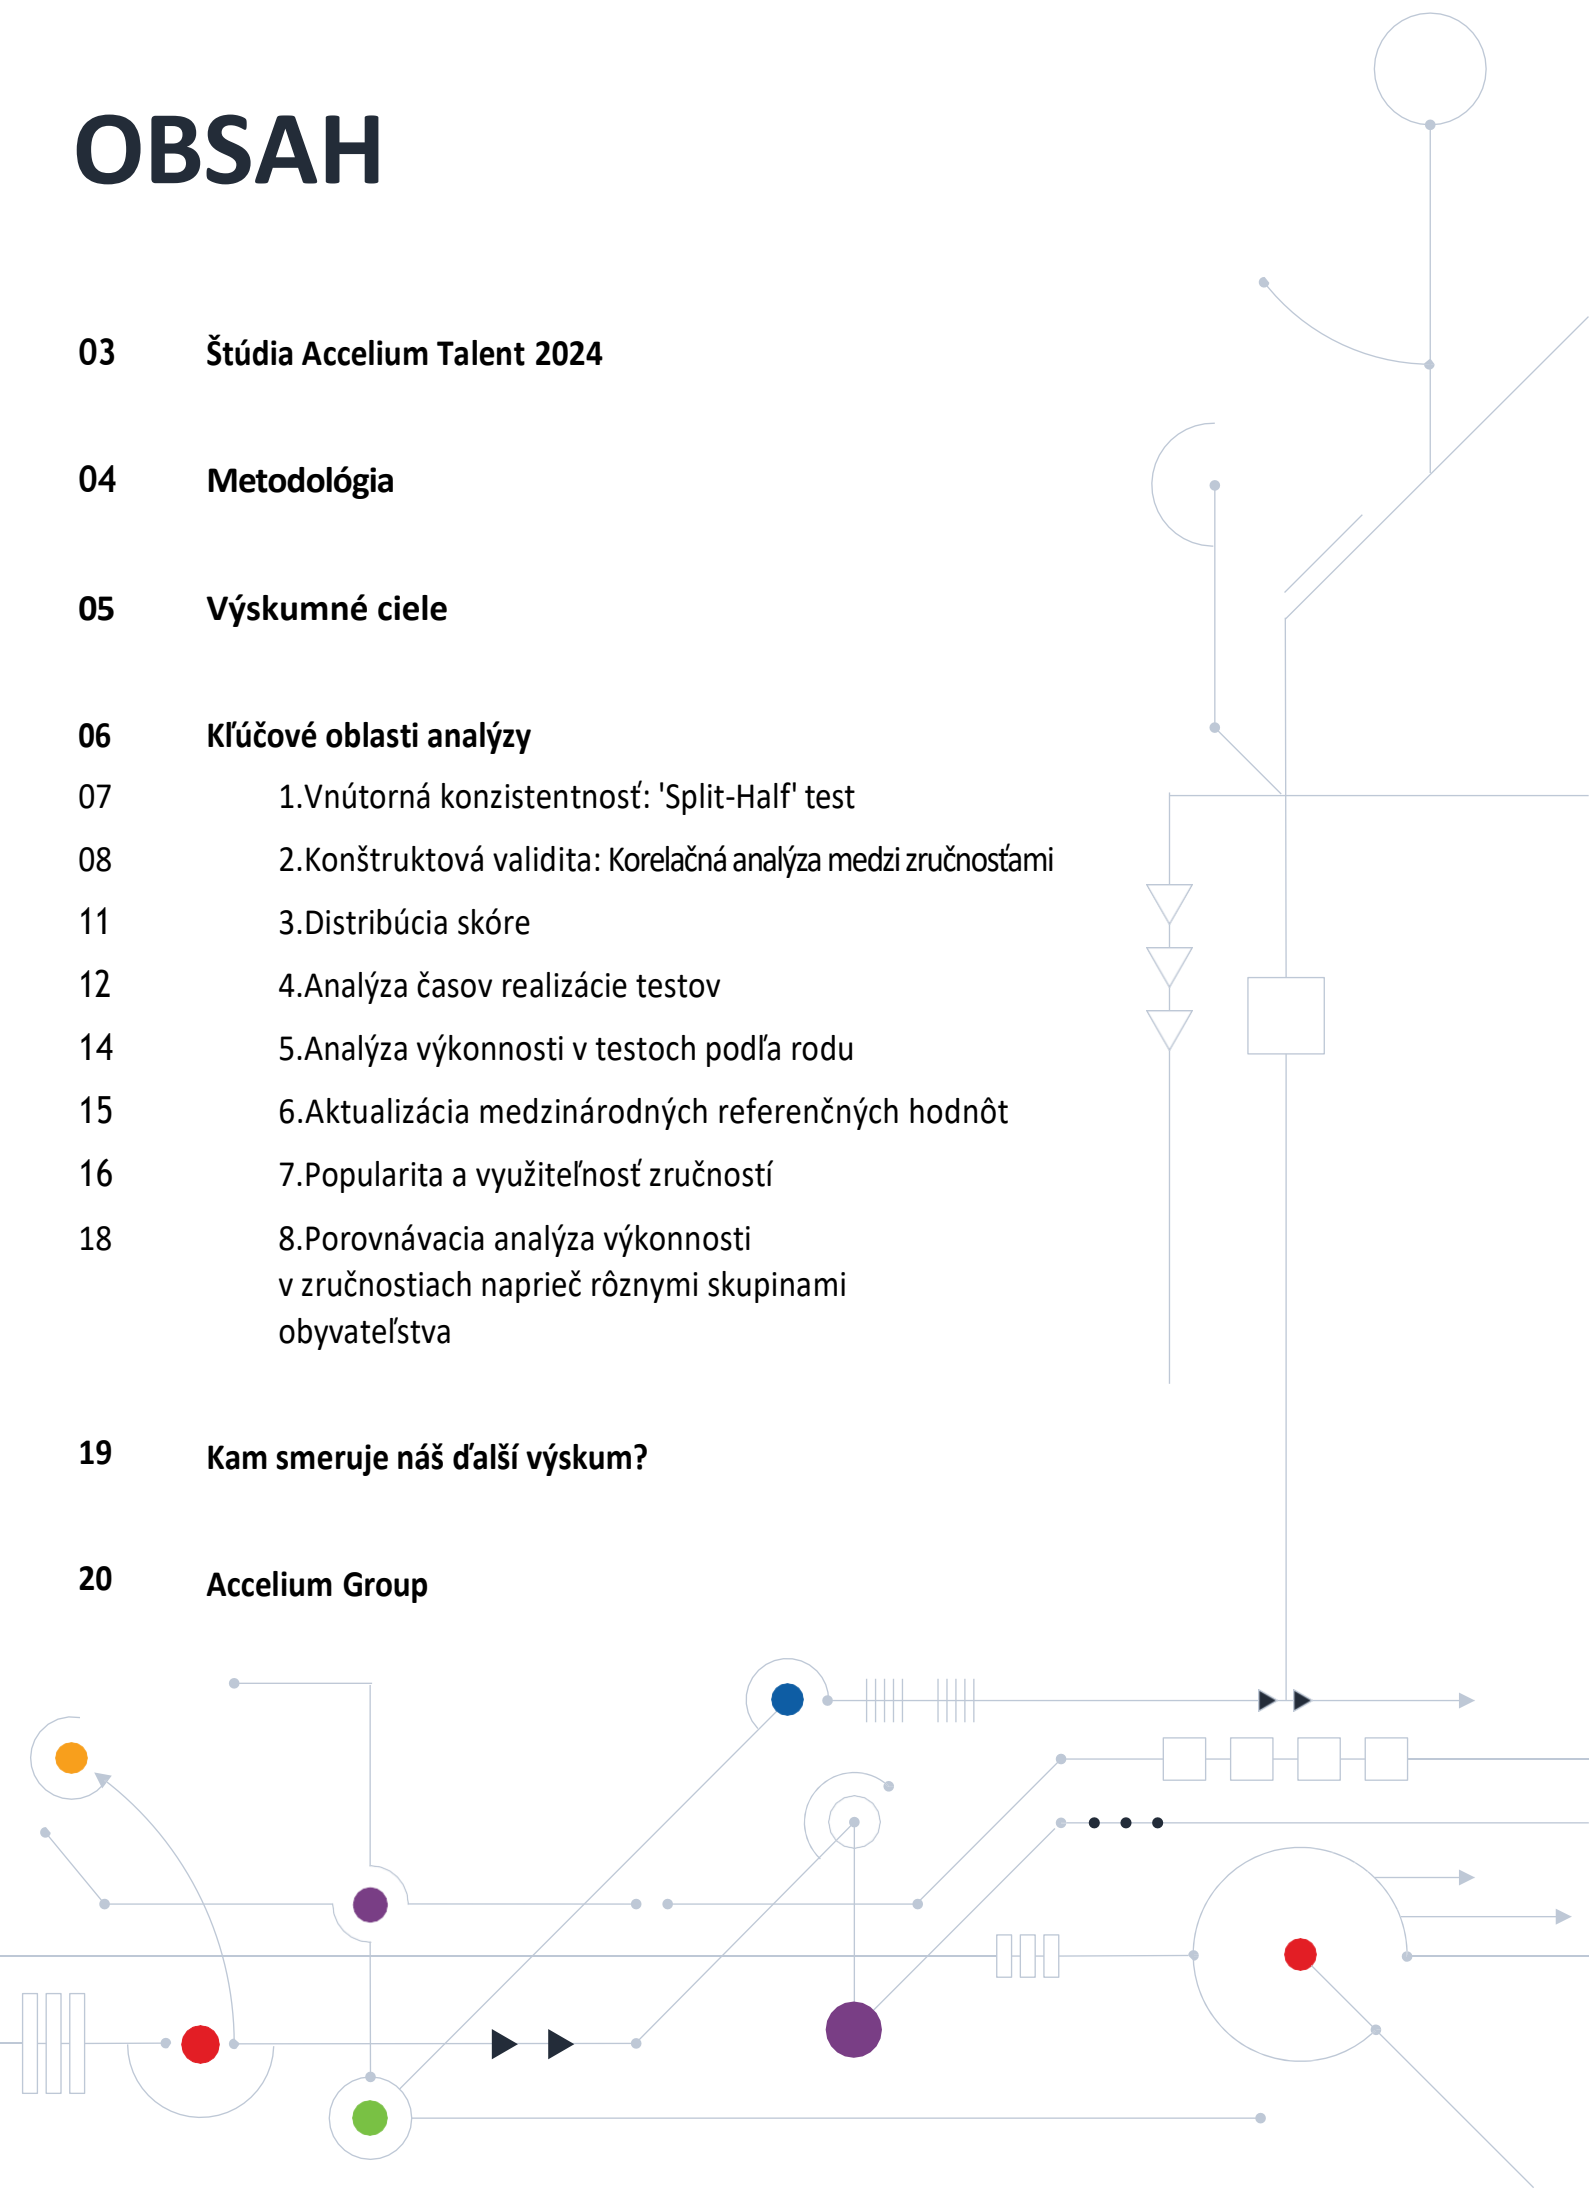 OBSAH
03 Štúdia Accelium Talent 2024
04 Metodológia
05 Výskumné ciele
06 Kľúčové oblasti analýzy
07 1.Vnútorná konzistentnosť: 'Split-Half' test
08 2.Konštruktová validita: Korelačná analýza medzi zručnosťami
11 3.Distribúcia skóre
12 4.Analýza časov realizácie testov
14 5.Analýza výkonnosti v testoch podľa rodu
15 6.Aktualizácia medzinárodných referenčných hodnôt
16 7.Popularita a využiteľnosť zručností
18 8.Porovnávacia analýza výkonnosti
v zručnostiach naprieč rôznymi skupinami
obyvateľstva
19 Kam smeruje náš ďalší výskum?
20 Accelium Group